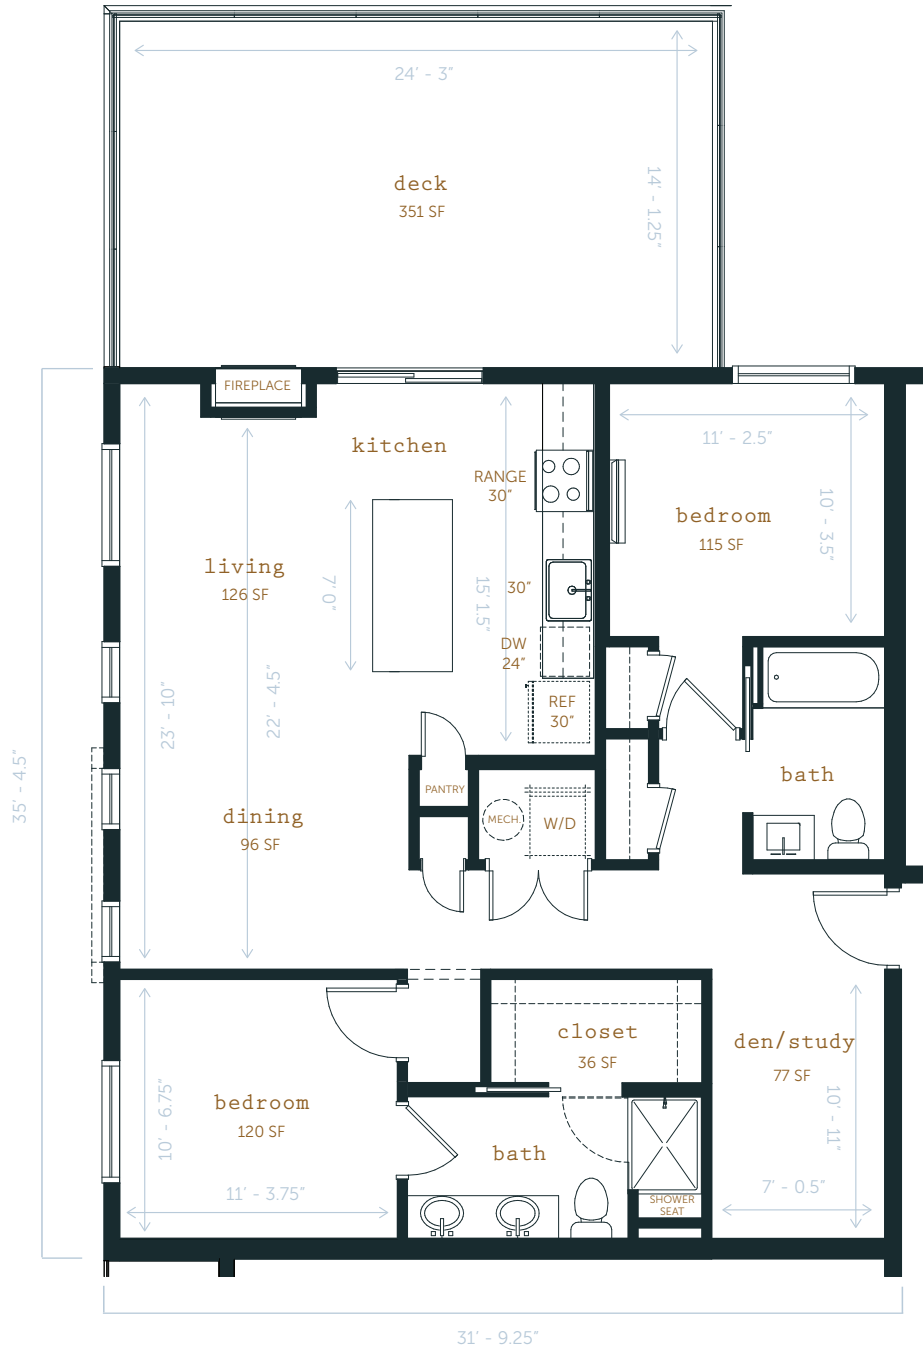 24' - 3"
14' - 1.25"
deck
351 SF
FIREPLACE
kitchen
11' - 2.5"
RANGE
30"
10' - 3.5"
bedroom
115 SF
living
126 SF
7' 0"
15' 1.5"
30"
DW
24"
REF
30"
23' - 10"
22' - 4.5"
35' - 4.5"
bath
PANTRY
MECH.
W/D
dining
96 SF
closet
36 SF
den/study
77 SF
bedroom
120 SF
10' - 6.75"
10' - 11"
bath
11' - 3.75"
7' - 0.5"
SHOWER
SEAT
31' - 9.25"